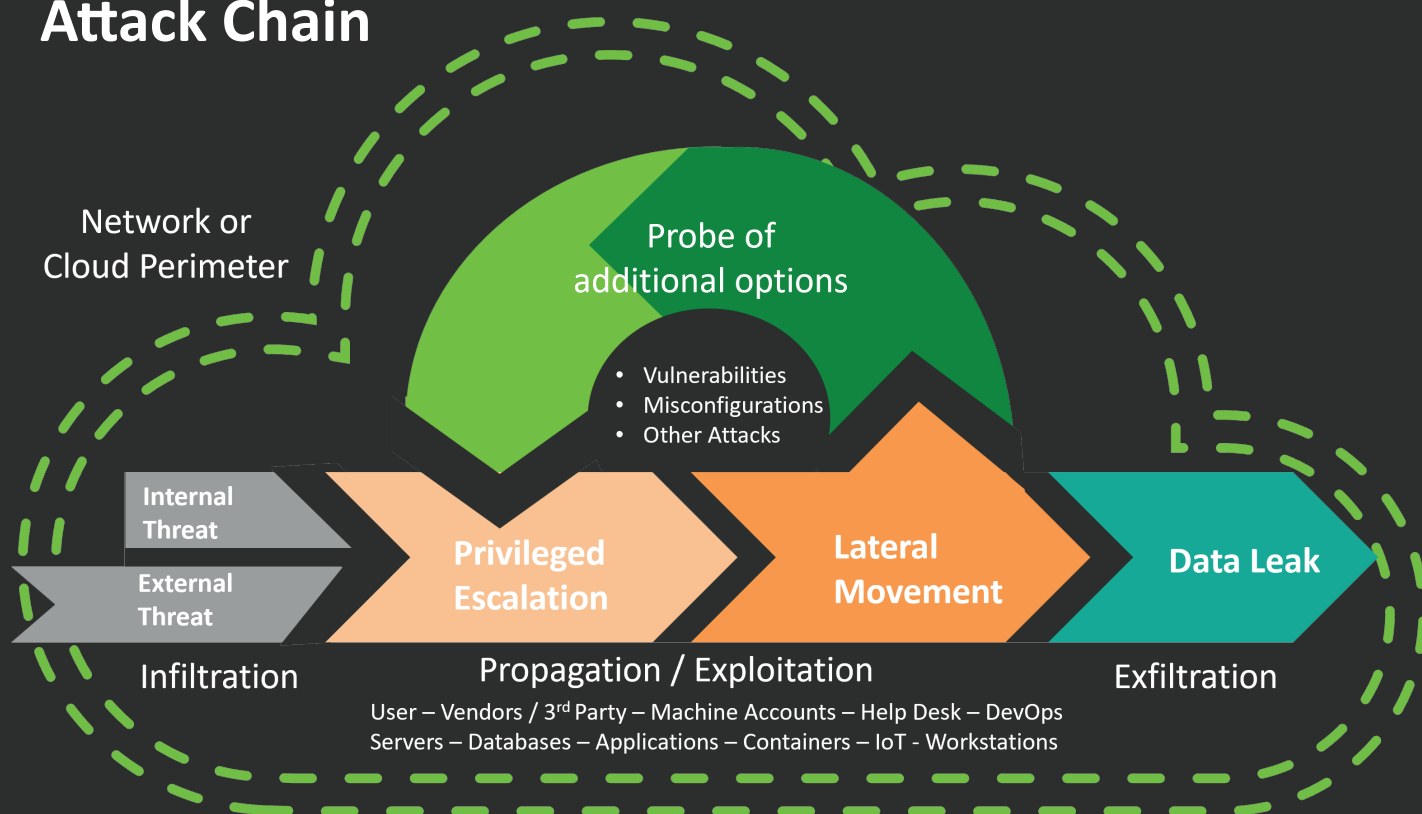 Attack Chain
Network or
Cloud Perimeter
Probe of
additional options
• Vulnerabilities
• Misconfigurations
• Other Attacks
Internal
Threat
External
Threat
Privileged
Escalation
Lateral
Movement
Data Leak
Infiltration
Propagation / Exploitation
Exfiltration
User – Vendors / 3rd Party – Machine Accounts – Help Desk – DevOps
Servers – Databases – Applications – Containers – IoT - Workstations